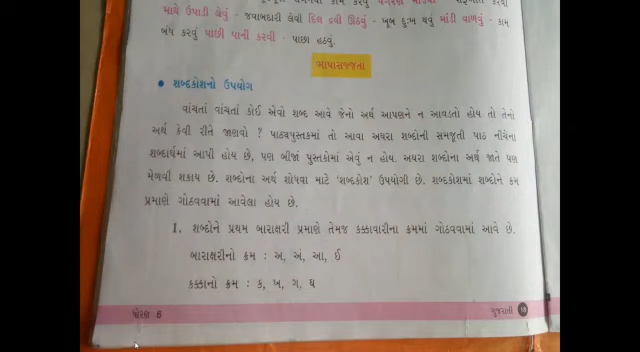 માથે ઉપાડી લેવું - જવાબદારી લેવી દિલ દ્રવી ઊઠવું - ખૂબ દુઃખ થવું માંડી વાળવું - કામ
બંધ કરવું પાછી પાની કરવી - પાછા હઠવું.
ભાષાસજ્જતા
● શબ્દકોશનો ઉપયોગ
વાંચતાં વાંચતાં કોઈ એવો શબ્દ આવે જેનો અર્થ આપણને ન આવડતો હોય તો તેનો
અર્થ કેવી રીતે જાણવો ? પાઠ્યપુસ્તકમાં તો આવા અઘરા શબ્દોની સમજૂતી પાઠ નીચેના
શબ્દાર્થમાં આપી હોય છે, પણ બીજાં પુસ્તકોમાં એવું ન હોય. અઘરા શબ્દોના અર્થ જાતે પણ
મેળવી શકાય છે. શબ્દોના અર્થ શોધવા માટે ‘શબ્દકોશ’ ઉપયોગી છે. શબ્દકોશમાં શબ્દોને ક્રમ
પ્રમાણે ગોઠવવામાં આવેલા હોય છે.
1. શબ્દોને પ્રથમ બારાક્ષરી પ્રમાણે તેમજ કક્કાવારીના ક્રમમાં ગોઠવવામાં આવે છે.
બારાક્ષરીનો ક્રમ : અ, અં, આ, ઈ
કક્કાનો ક્રમ : ક, ખ, ગ, ઘ
ધોરણ 6
ગુજરાતી